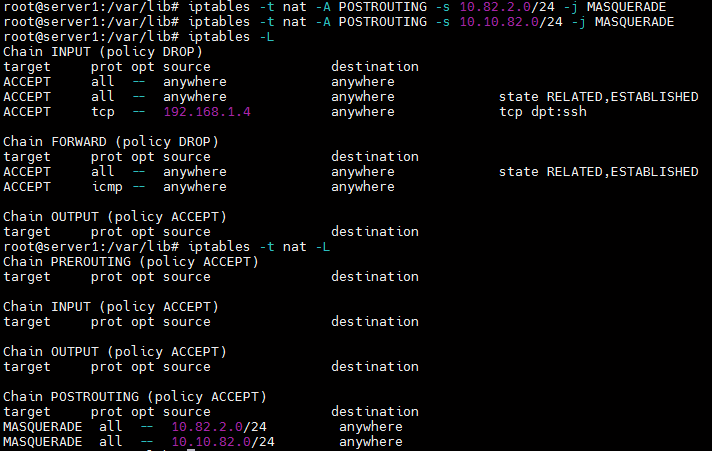 root@server1:/var/lib# iptables -t nat -A POSTROUTING -s 10.82.2.0/24 -j MASQUERADE
root@server1:/var/lib# iptables -t nat -A POSTROUTING -s 10.10.82.0/24 -j MASQUERADE
root@server1:/var/lib# iptables -L
Chain INPUT (policy DROP)
target     prot opt source               destination
ACCEPT     all  --  anywhere             anywhere
ACCEPT     all  --  anywhere             anywhere             state RELATED,ESTABLISHED
ACCEPT     tcp  --  192.168.1.4          anywhere             tcp dpt:ssh
Chain FORWARD (policy DROP)
target     prot opt source               destination
ACCEPT     all  --  anywhere             anywhere             state RELATED,ESTABLISHED
ACCEPT     icmp --  anywhere             anywhere
Chain OUTPUT (policy ACCEPT)
target     prot opt source               destination
root@server1:/var/lib# iptables -t nat -L
Chain PREROUTING (policy ACCEPT)
target     prot opt source               destination
Chain INPUT (policy ACCEPT)
target     prot opt source               destination
Chain OUTPUT (policy ACCEPT)
target     prot opt source               destination
Chain POSTROUTING (policy ACCEPT)
target     prot opt source               destination
MASQUERADE  all  --  10.82.2.0/24         anywhere
MASQUERADE  all  --  10.10.82.0/24        anywhere